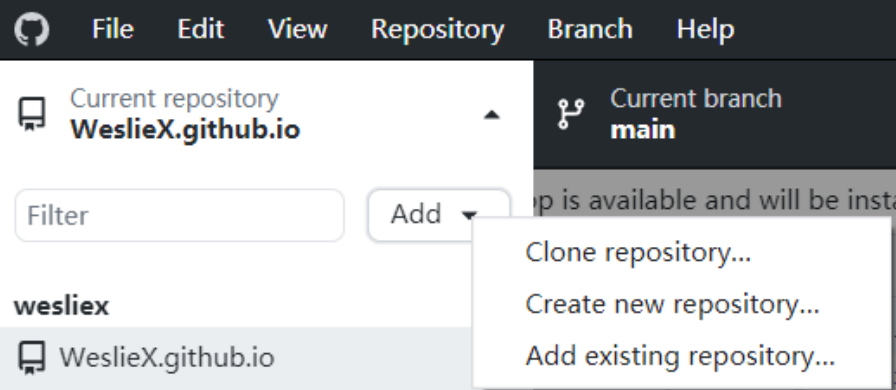 File Edit View Repository Branch Help
Current repository
WeslieX.github.io
Current branch
main
Filter
Add
is available and will be
Clone repository...
Create new repository...
Add existing repository...
wesliex
WeslieX.github.io